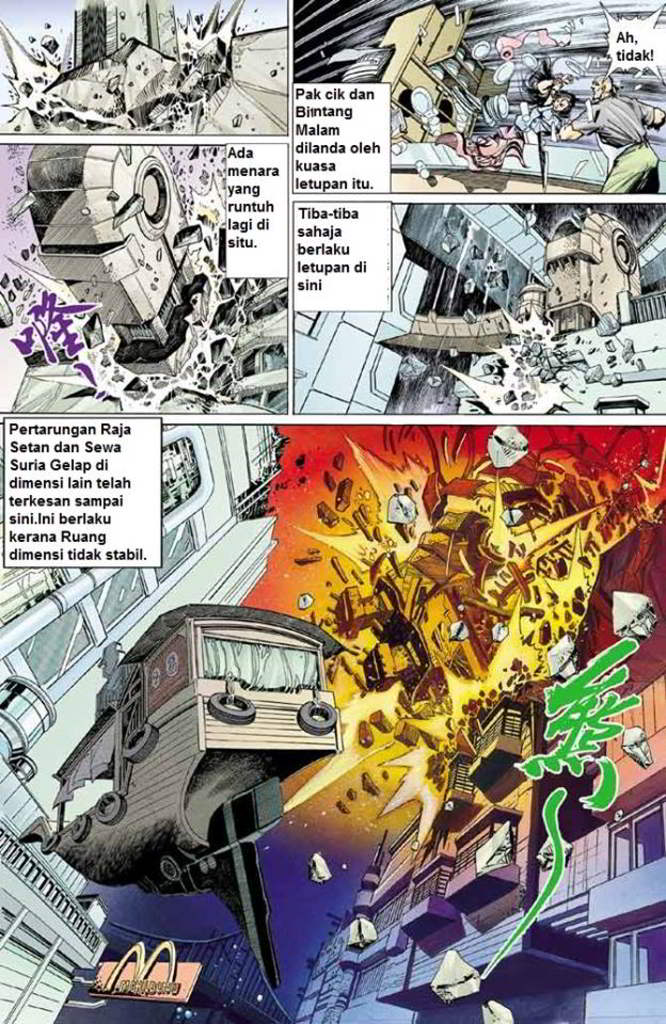 Ah,
tidak!
Pak cik dan
Bintang
Malam
dilanda oleh
kuasa
letupan itu.
Ada
menara
yang
runtuh
lagi di
situ.
Tiba-tiba
sahaja
berlaku
letupan di
sini
隆
Pertarungan Raja
Setan dan Sewa
Suria Gelap di
dimensi lain telah
terkesan sampai
sini.Ini berlaku
kerana Ruang
dimensi tidak stabil.